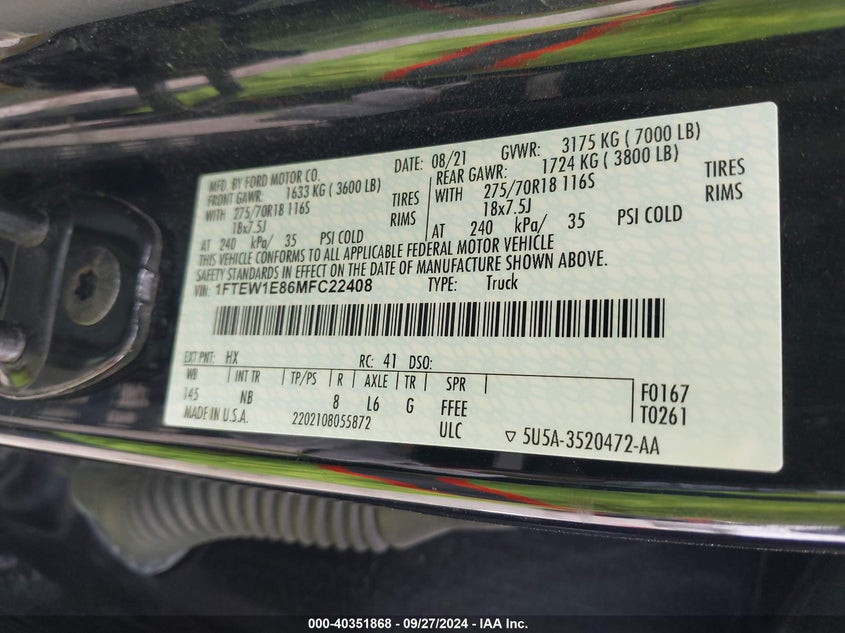 MFD. BY FORD MOTOR CO. DATE: 08/21 GVWR: 3175 KG ( 7000 LB)
FRONT GAWR: 1633 KG ( 3600 LB) REAR GAWR: 1724 KG ( 3800 LB)
WITH 275/70R18 116S TIRES WITH 275/70R18 116S TIRES
18x7.5J RIMS 18x7.5J RIMS
AT 240 kPa/ 35 PSI COLD AT 240 kPa/ 35 PSI COLD
THIS VEHICLE CONFORMS TO ALL APPLICABLE FEDERAL MOTOR VEHICLE
SAFETY STANDARDS IN EFFECT ON THE DATE OF MANUFACTURE SHOWN ABOVE.
VIN: 1FTEW1E86MFC22408 TYPE: Truck
EXT PNT: HX RC: 41 DSO:
WB INT TR TP/PS R AXLE TR SPR F0167
145 NB 8 L6 G FFEE T0261
MADE IN U.S.A. 2202108055872 ULC ▽ 5U5A-3520472-AA
000-40351868 - 09/27/2024 - IAA Inc.